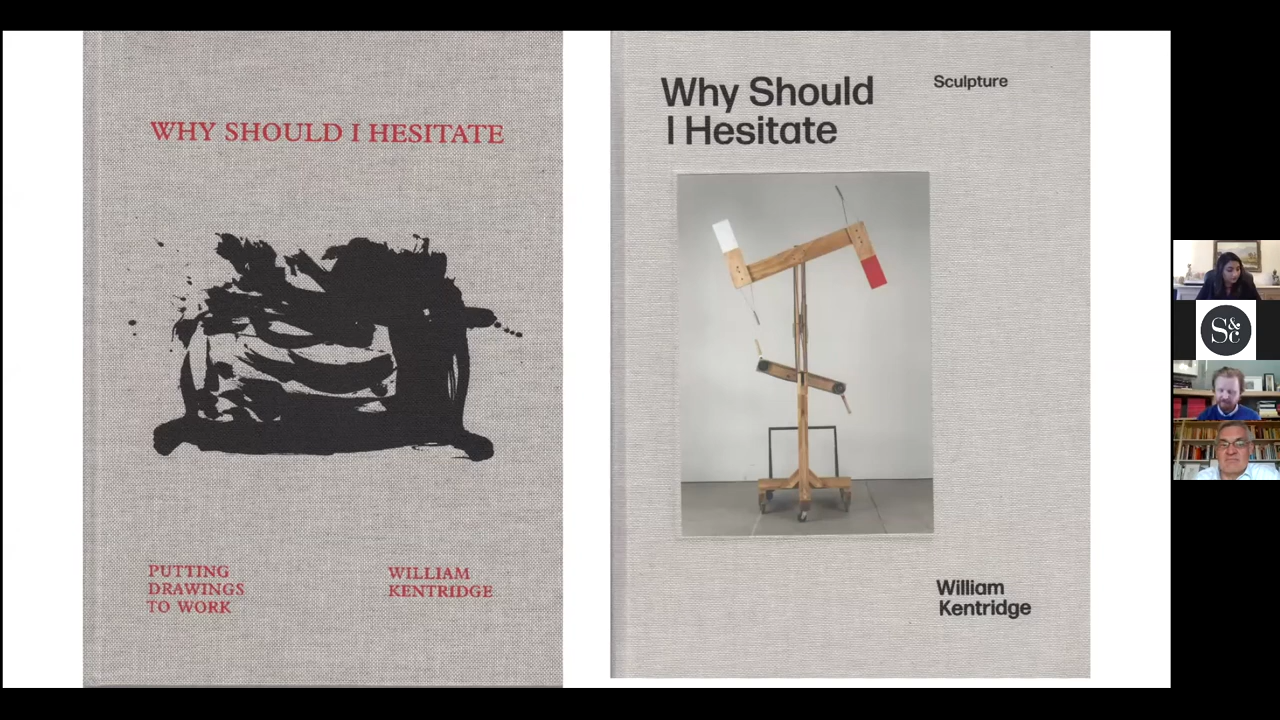 WHY SHOULD I HESITATE
PUTTING
DRAWINGS
TO WORK
WILLIAM
KENTRIDGE
Why Should
I Hesitate
Sculpture
William
Kentridge
S&c